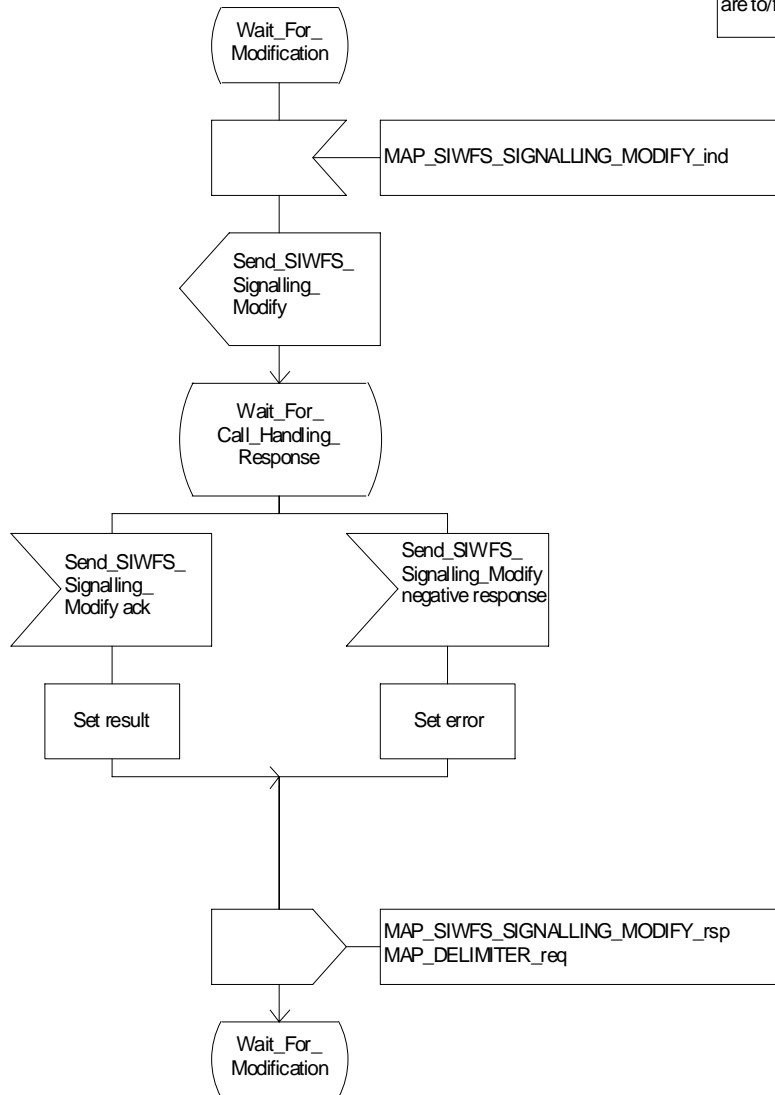 are to/
Wait_For_
Modification
MAP_SIWFS_SIGNALLING_MODIFY_ind
Send_SIWFS_
Signalling_
Modify
Wait_For_
Call_Handling_
Response
Send_SIWFS_
Signalling_
Modify ack
Send_SIWFS_
Signalling_Modify
negative response
Set result
Set error
MAP_SIWFS_SIGNALLING_MODIFY_rsp
MAP_DELIMITER_req
Wait_For_
Modification